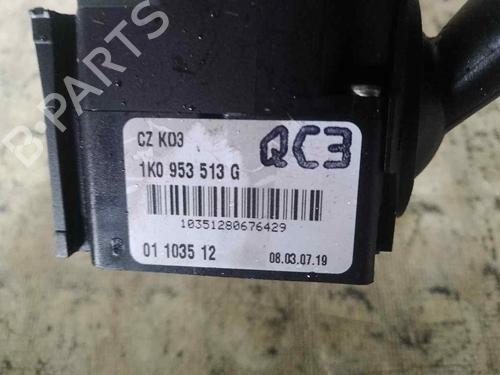 B-PARTS
CZ K03 QC3
1K0 953 513 G
10351280676429
01 1035 12 08.03.07.19